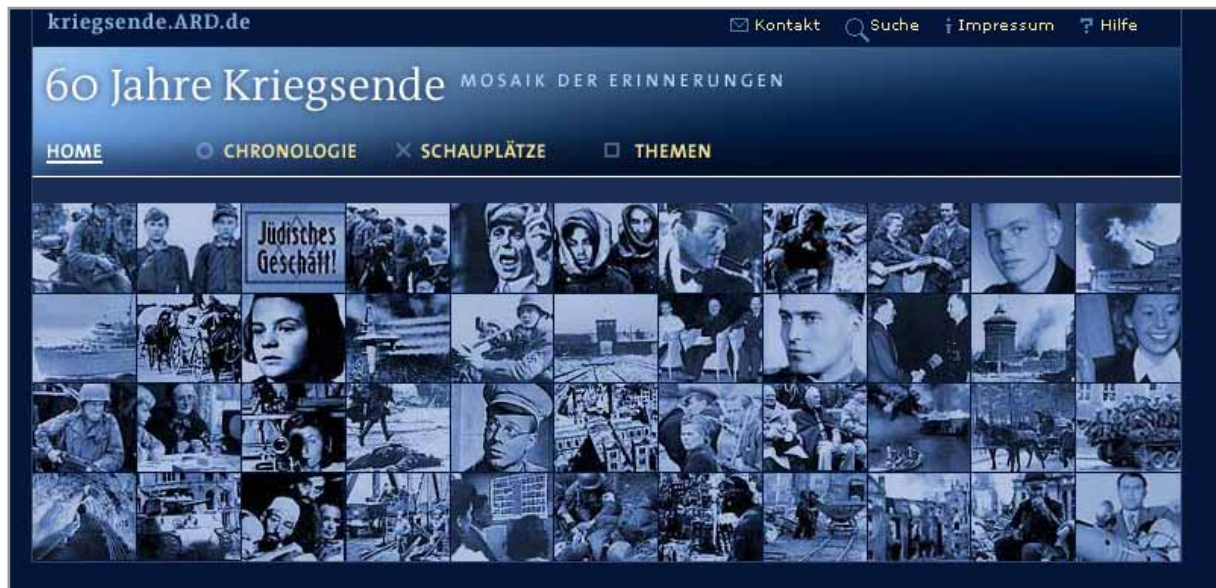 kriegsende.ARD.de
Kontakt Suche Impressum Hilfe
60 Jahre Kriegsende MOSAIK DER ERINNERUNGEN
HOME CHRONOLOGIE SCHAUPLÄTZE THEMEN
Jüdisches
Geschäft!